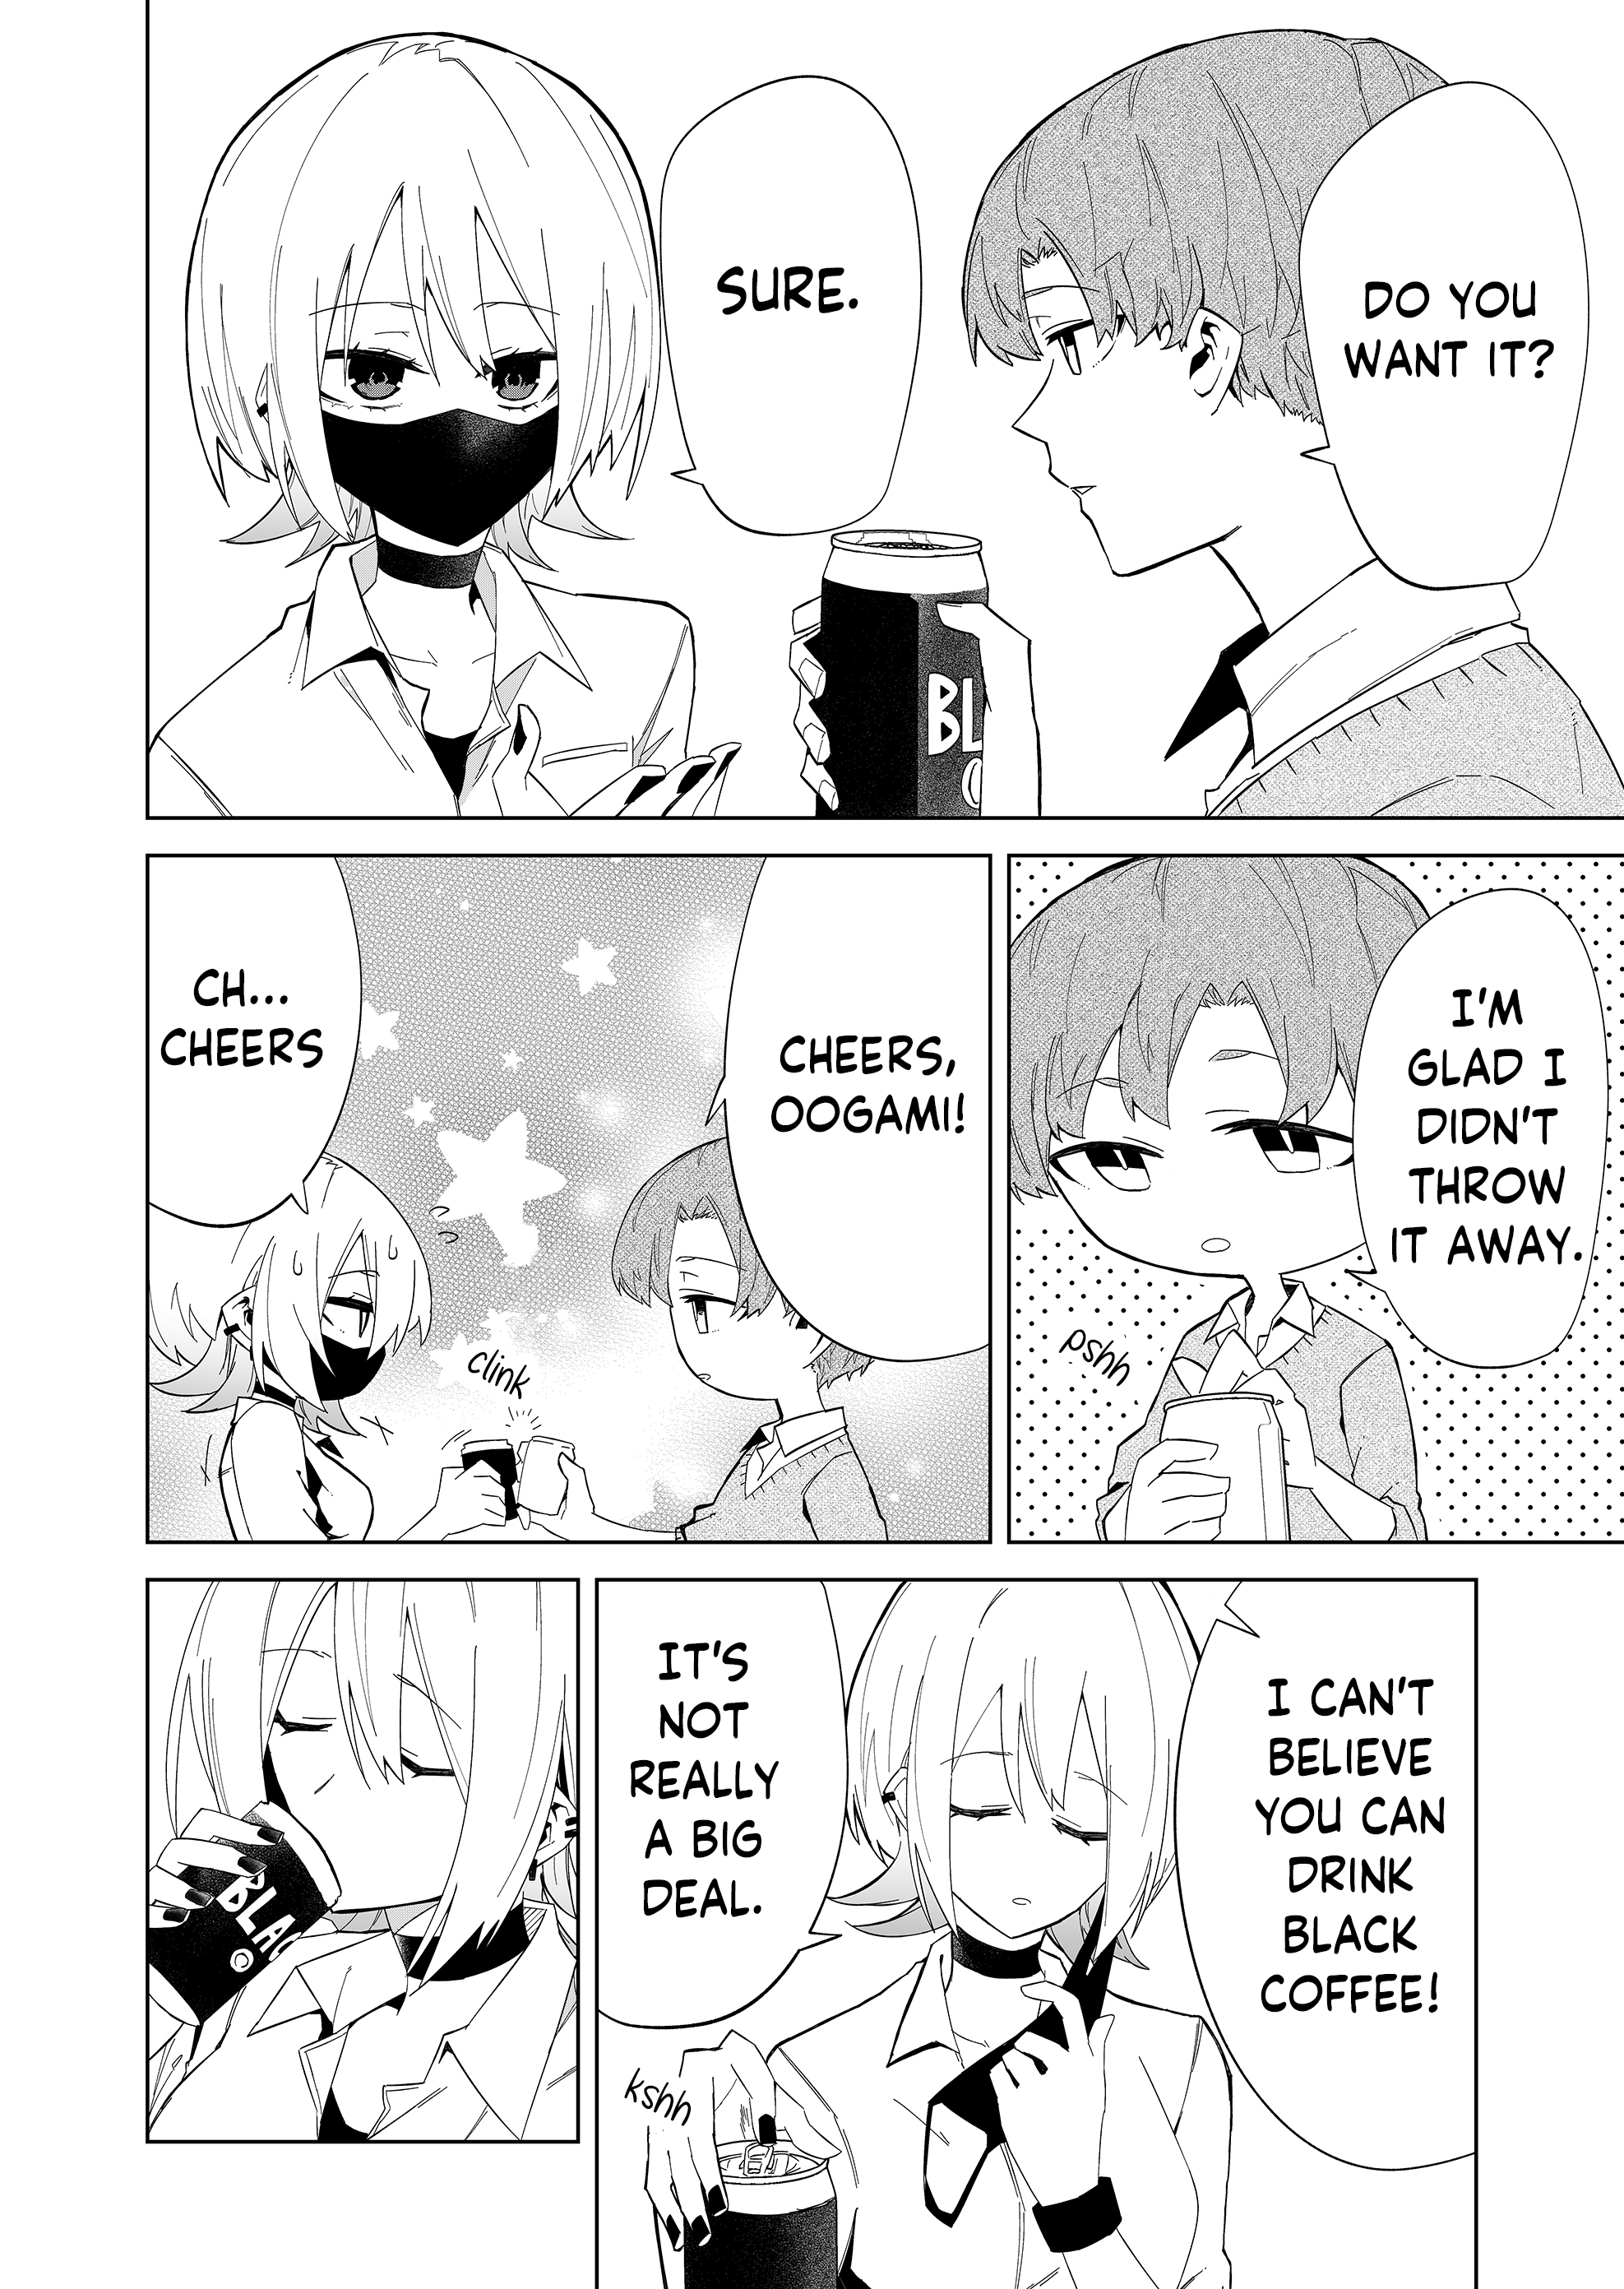 DO YOU
WANT IT?
SURE.
BL
I'M
GLAD I
DIDN'T
THROW
IT AWAY.
pshh
CHEERS,
OOGAMI!
CH...
CHEERS
clink
I CAN'T
BELIEVE
YOU CAN
DRINK
BLACK
COFFEE!
IT'S
NOT
REALLY
A BIG
DEAL.
kshh
BLAC